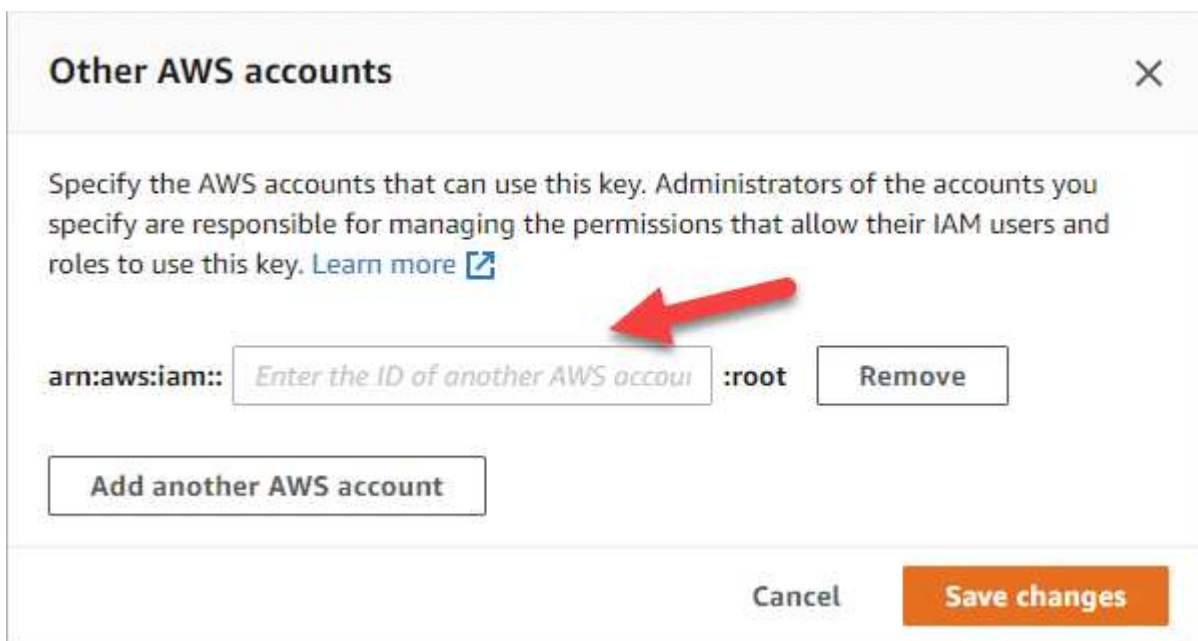 Other AWS accounts
Specify the AWS accounts that can use this key. Administrators of the accounts you
specify are responsible for managing the permissions that allow their IAM users and
roles to use this key. Learn more
arn:aws:iam:: Enter the ID of another AWS accou :root Remove
Add another AWS account
Cancel Save changes